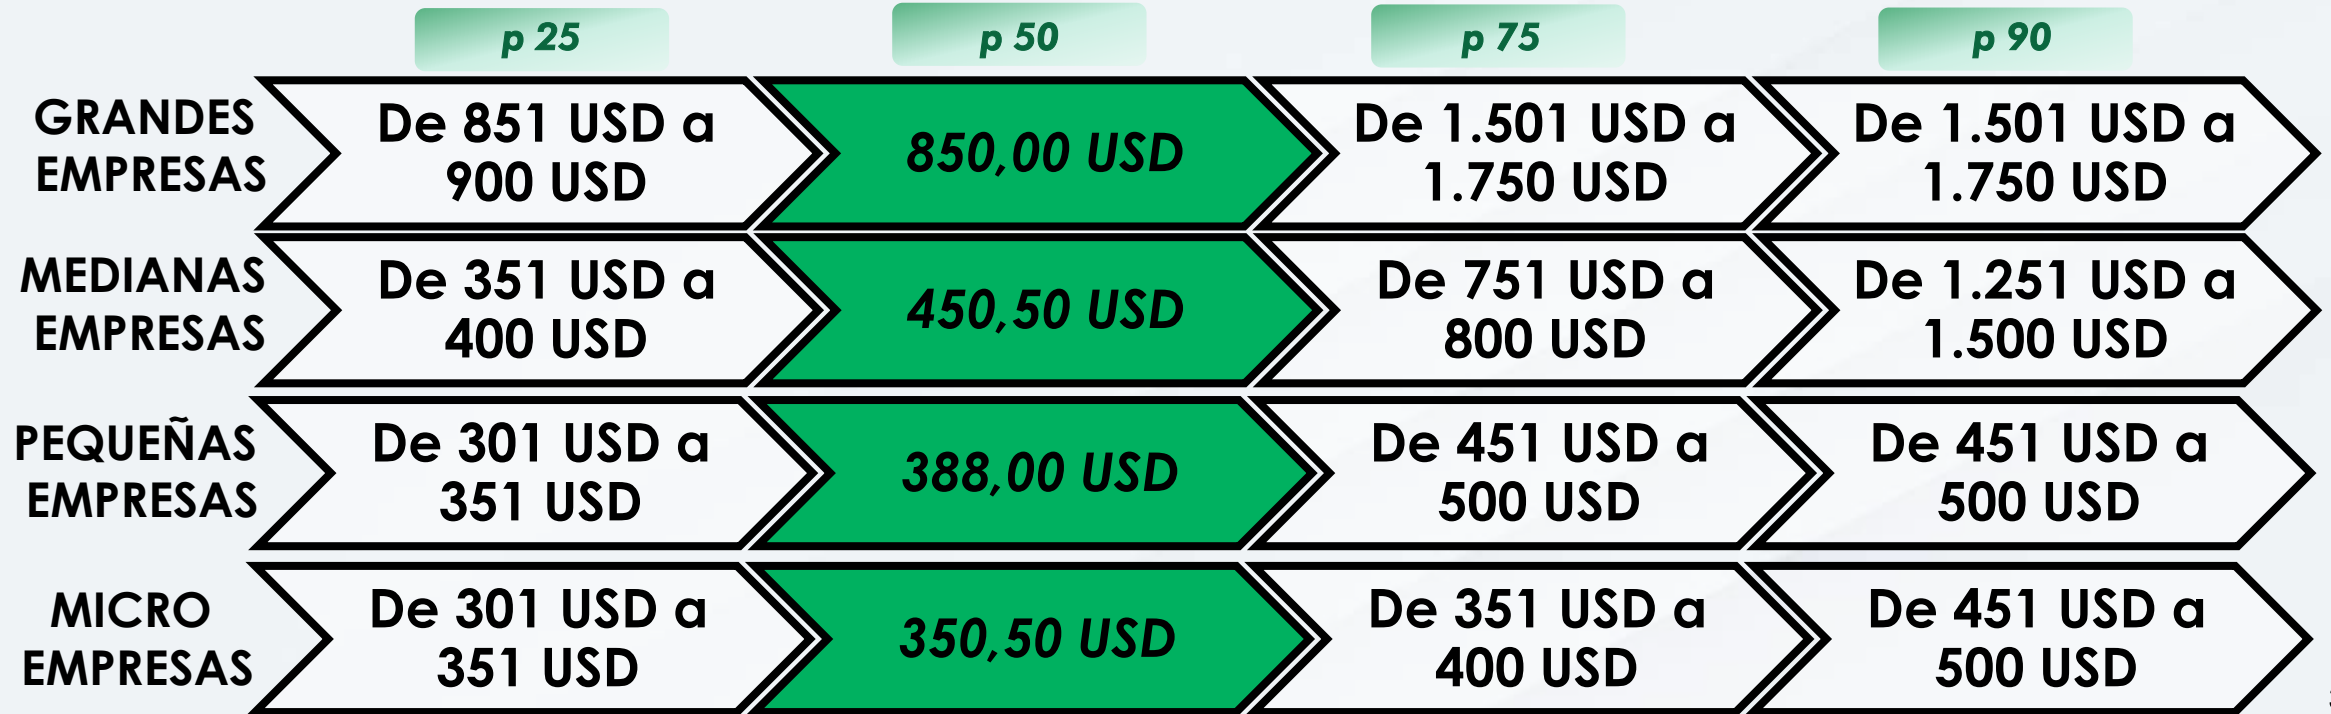 p 25
p 50
p 75
p 90
GRANDES
EMPRESAS
De 851 USD a
900 USD
850,00 USD
De 1.501 USD a
1.750 USD
De 1.501 USD a
1.750 USD
MEDIANAS
EMPRESAS
De 351 USD a
400 USD
450,50 USD
De 751 USD a
800 USD
De 1.251 USD a
1.500 USD
PEQUEÑAS
EMPRESAS
De 301 USD a
351 USD
388,00 USD
De 451 USD a
500 USD
De 451 USD a
500 USD
MICRO
EMPRESAS
De 301 USD a
351 USD
350,50 USD
De 351 USD a
400 USD
De 451 USD a
500 USD